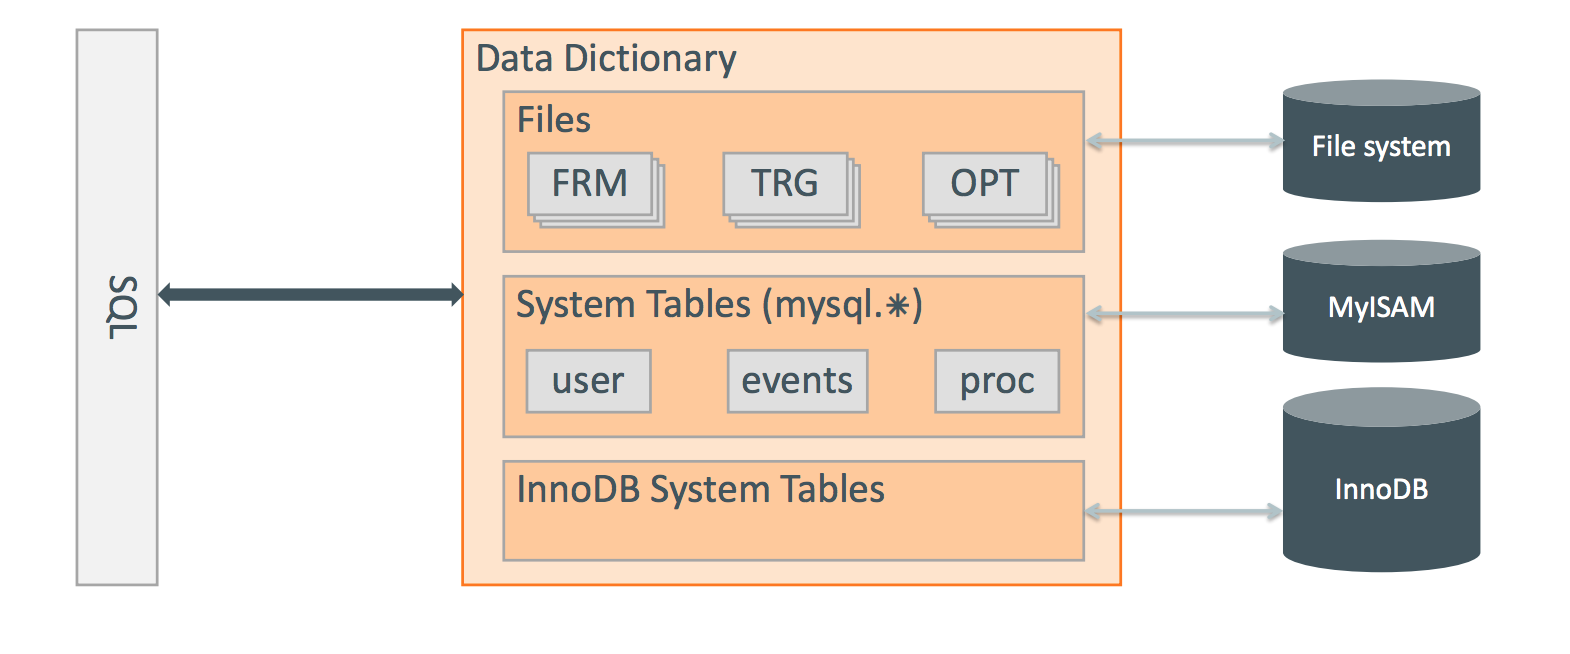 SQL
Data Dictionary
Files
FRM
TRG
OPT
System Tables (mysql.*)
user
events
proc
InnoDB System Tables
File system
MyISAM
InnoDB